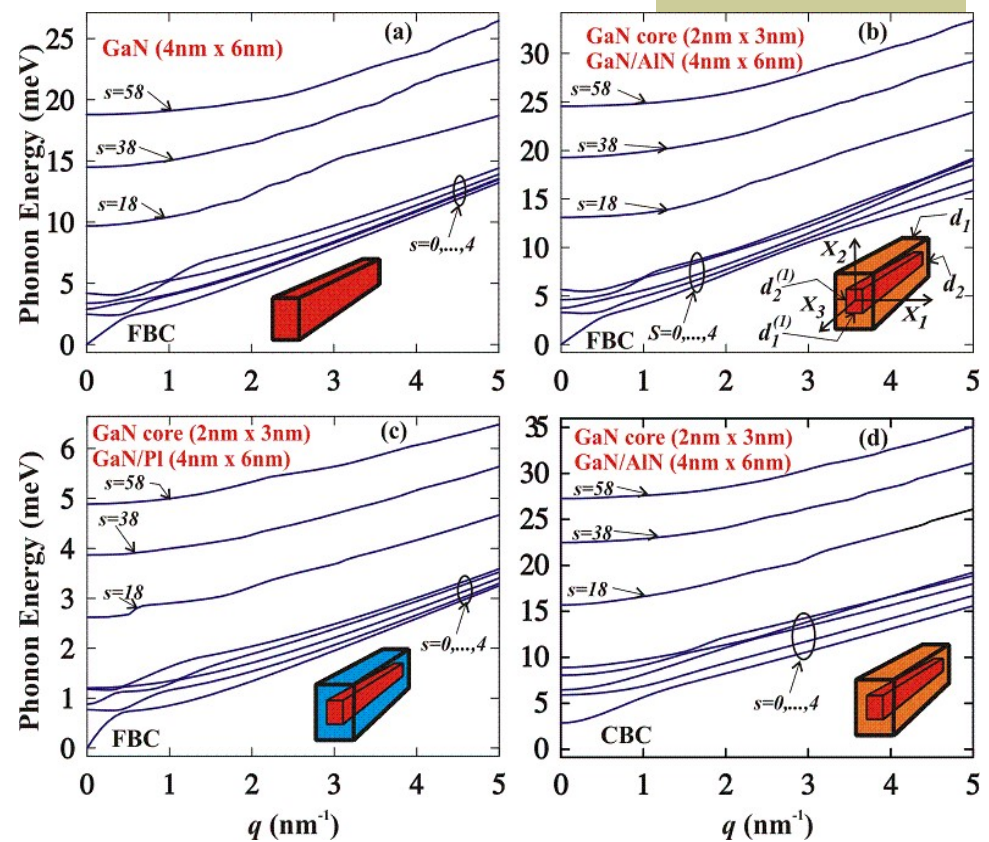 (a)
GaN (4nm x 6nm)
s=58
s=38
s=18
s=0,...,4
FBC
25
20
15
10
5
0
0 1 2 3 4 5
Phonon Energy (meV)
(b)
GaN core (2nm x 3nm)
GaN/AlN (4nm x 6nm)
s=58
s=38
s=18
S=0,...,4
FBC
X2
X3
X1
d1
d2
d2(1)
d1(1)
30
25
20
15
10
5
0
0 1 2 3 4 5
(c)
GaN core (2nm x 3nm)
GaN/Pl (4nm x 6nm)
s=58
s=38
s=18
s=0,...,4
FBC
6
5
4
3
2
1
0
0 1 2 3 4 5
Phonon Energy (meV)
q (nm-1)
(d)
GaN core (2nm x 3nm)
GaN/AlN (4nm x 6nm)
s=58
s=38
s=18
s=0,...,4
CBC
30
25
20
15
10
5
0
0 1 2 3 4 5
q (nm-1)